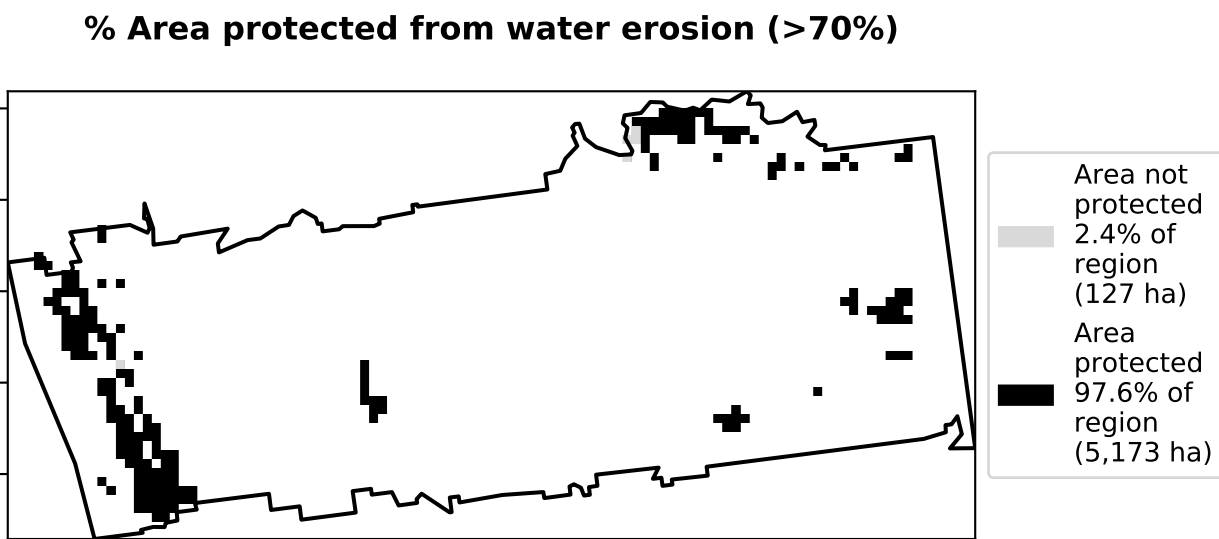 % Area protected from water erosion (>70%)
Area not
protected
2.4% of
region
(127 ha)
Area
protected
97.6% of
region
(5,173 ha)